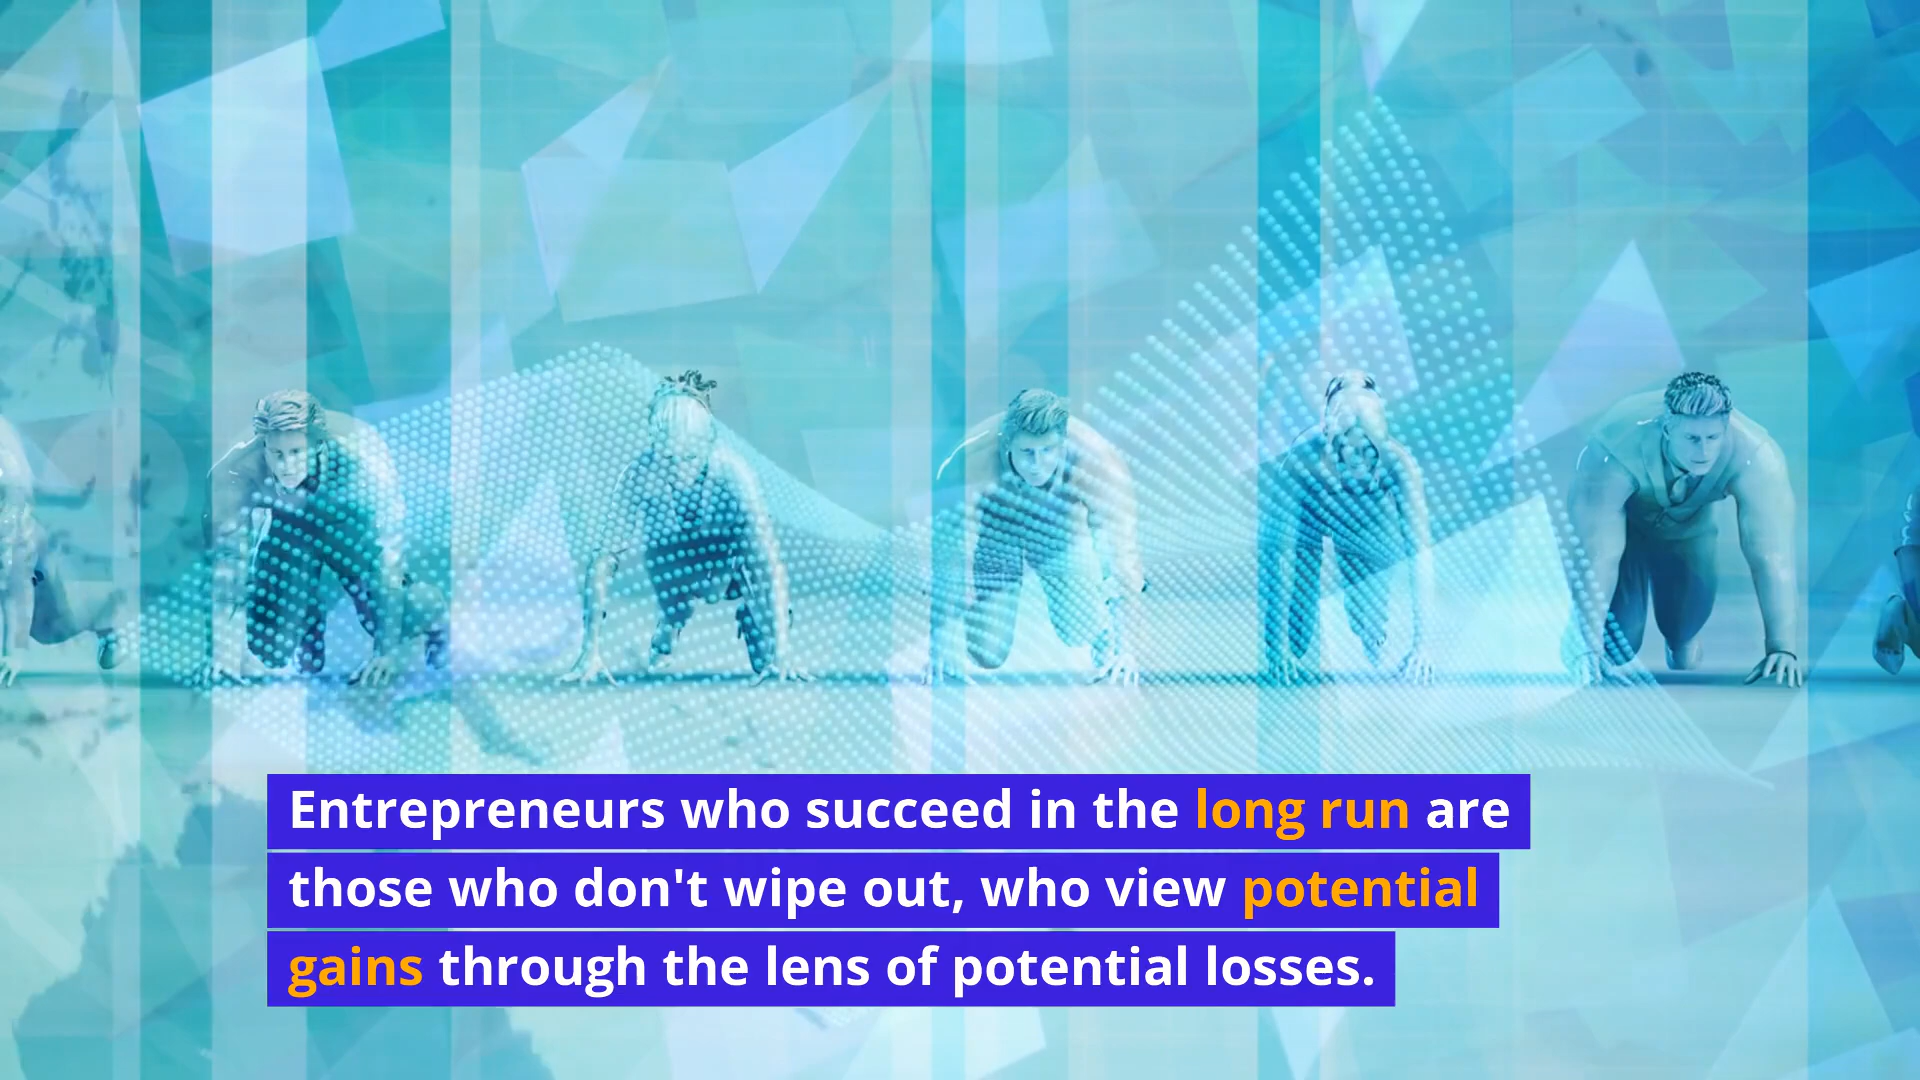 Entrepreneurs who succeed in the long run are
those who don't wipe out, who view potential
gains through the lens of potential losses.